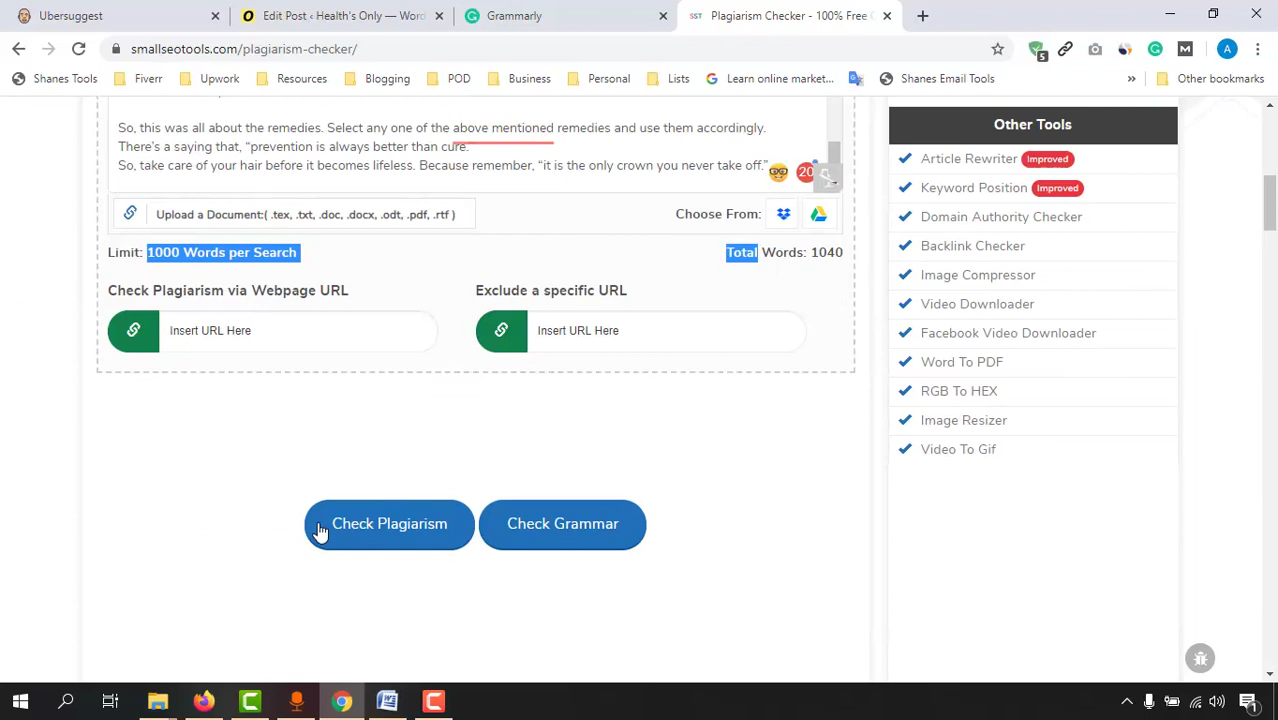 Ubersuggest
Edit Post ‹ Health's Only — Word
Grammarly
SST Plagiarism Checker - 100% Free
smallseotools.com/plagiarism-checker/
5
M
A
Shanes Tools
Fiverr
Upwork
Resources
Blogging
POD
Business
Personal
Lists
Learn online market...
Shanes Email Tools
»
Other bookmarks
So, this was all about the remedies. Select any one of the above mentioned remedies and use them accordingly.
There's a saying that, “prevention is always better than cure.
So, take care of your hair before it becomes lifeless. Because remember, “it is the only crown you never take off.”
20
Upload a Document:( .tex, .txt, .doc, .docx, .odt, .pdf, .rtf )
Choose From:
Limit: 1000 Words per Search
Total Words: 1040
Check Plagiarism via Webpage URL
Exclude a specific URL
Insert URL Here
Insert URL Here
Check Plagiarism
Check Grammar
Other Tools
Article Rewriter Improved
Keyword Position Improved
Domain Authority Checker
Backlink Checker
Image Compressor
Video Downloader
Facebook Video Downloader
Word To PDF
RGB To HEX
Image Resizer
Video To Gif
1